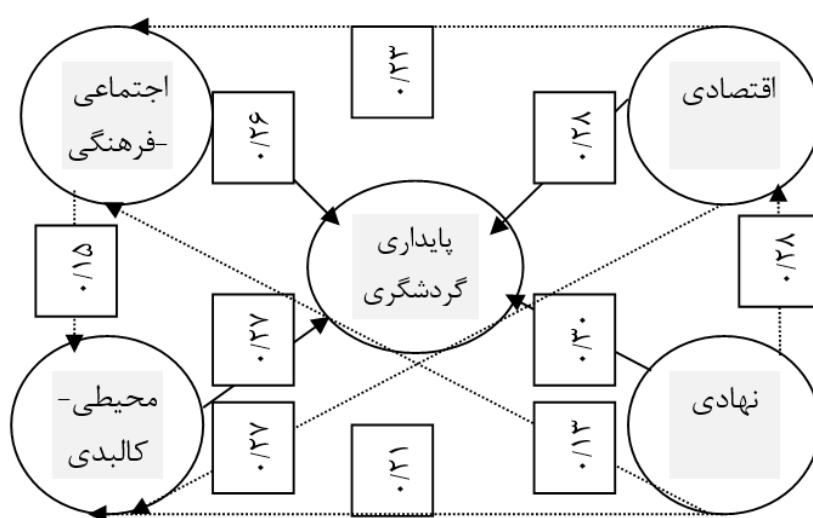 ۰/۲۳
اقتصادی
اجتماعی
-فرهنگی
۰/۲۸
۰/۲۶
پایداری
گردشگری
۰/۲۸
۰/۱۵
۰/۳۰
۰/۲۷
نهادی
محیطی-
کالبدی
۰/۱۳
۰/۲۷
۰/۲۱